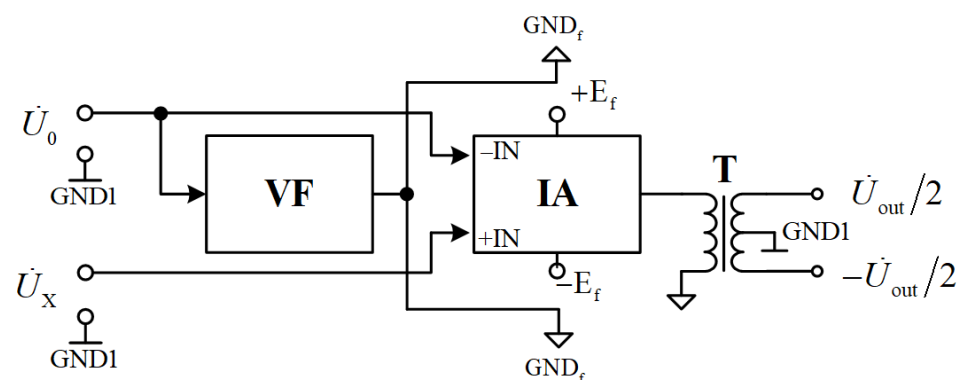 GND_f
+E_f
U̇_0
GND1
VF
–IN
IA
+IN
T
U̇_out/2
GND1
U̇_X
GND1
–E_f
–U̇_out/2
GND_f